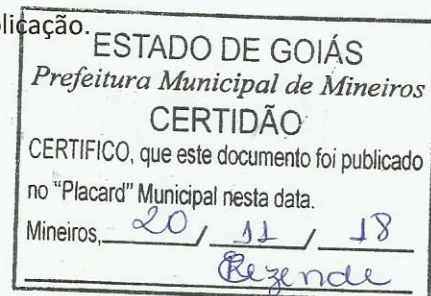 blicação.
ESTADO DE GOIÁS
Prefeitura Municipal de Mineiros
CERTIDÃO
CERTIFICO, que este documento foi publicado
no "Placard" Municipal nesta data.
Mineiros, 20 / 11 / 18
Rezende